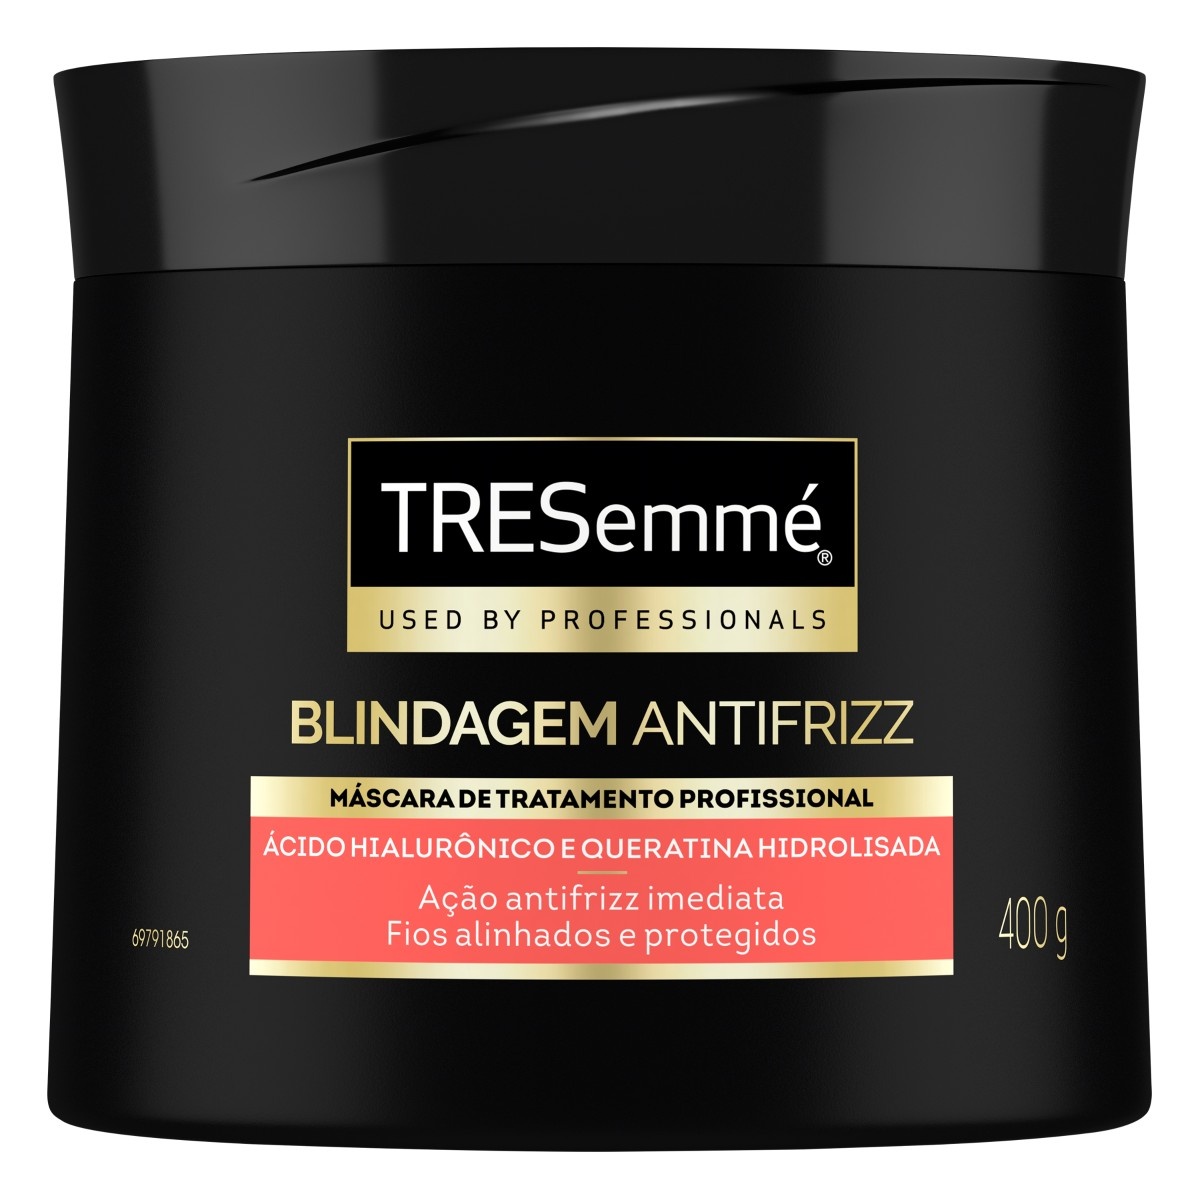 TRESemmé®
USED BY PROFESSIONALS
BLINDAGEM ANTIFRIZZ
MÁSCARA DE TRATAMENTO PROFISSIONAL
ÁCIDO HIALURÔNICO E QUERATINA HIDROLISADA
Ação antifrizz imediata
Fios alinhados e protegidos
69791865
400 g